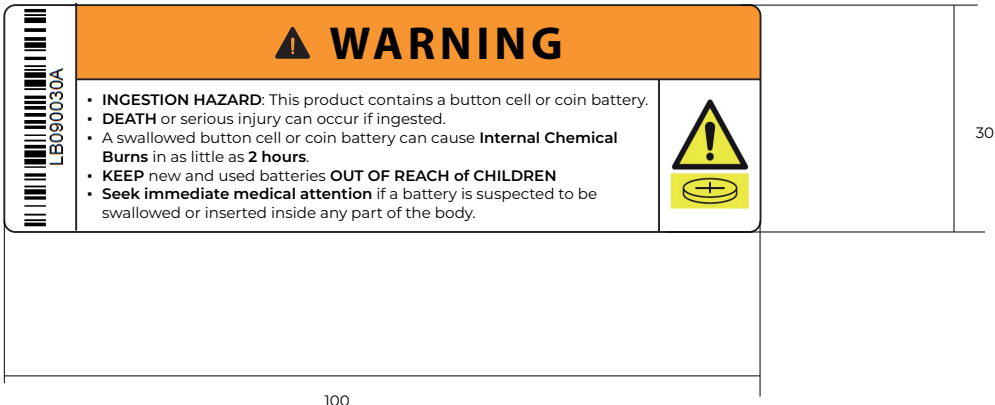 LB090030A
WARNING
▪ INGESTION HAZARD: This product contains a button cell or coin battery.
▪ DEATH or serious injury can occur if ingested.
▪ A swallowed button cell or coin battery can cause Internal Chemical
Burns in as little as 2 hours.
▪ KEEP new and used batteries OUT OF REACH of CHILDREN
▪ Seek immediate medical attention if a battery is suspected to be
swallowed or inserted inside any part of the body.
30
100